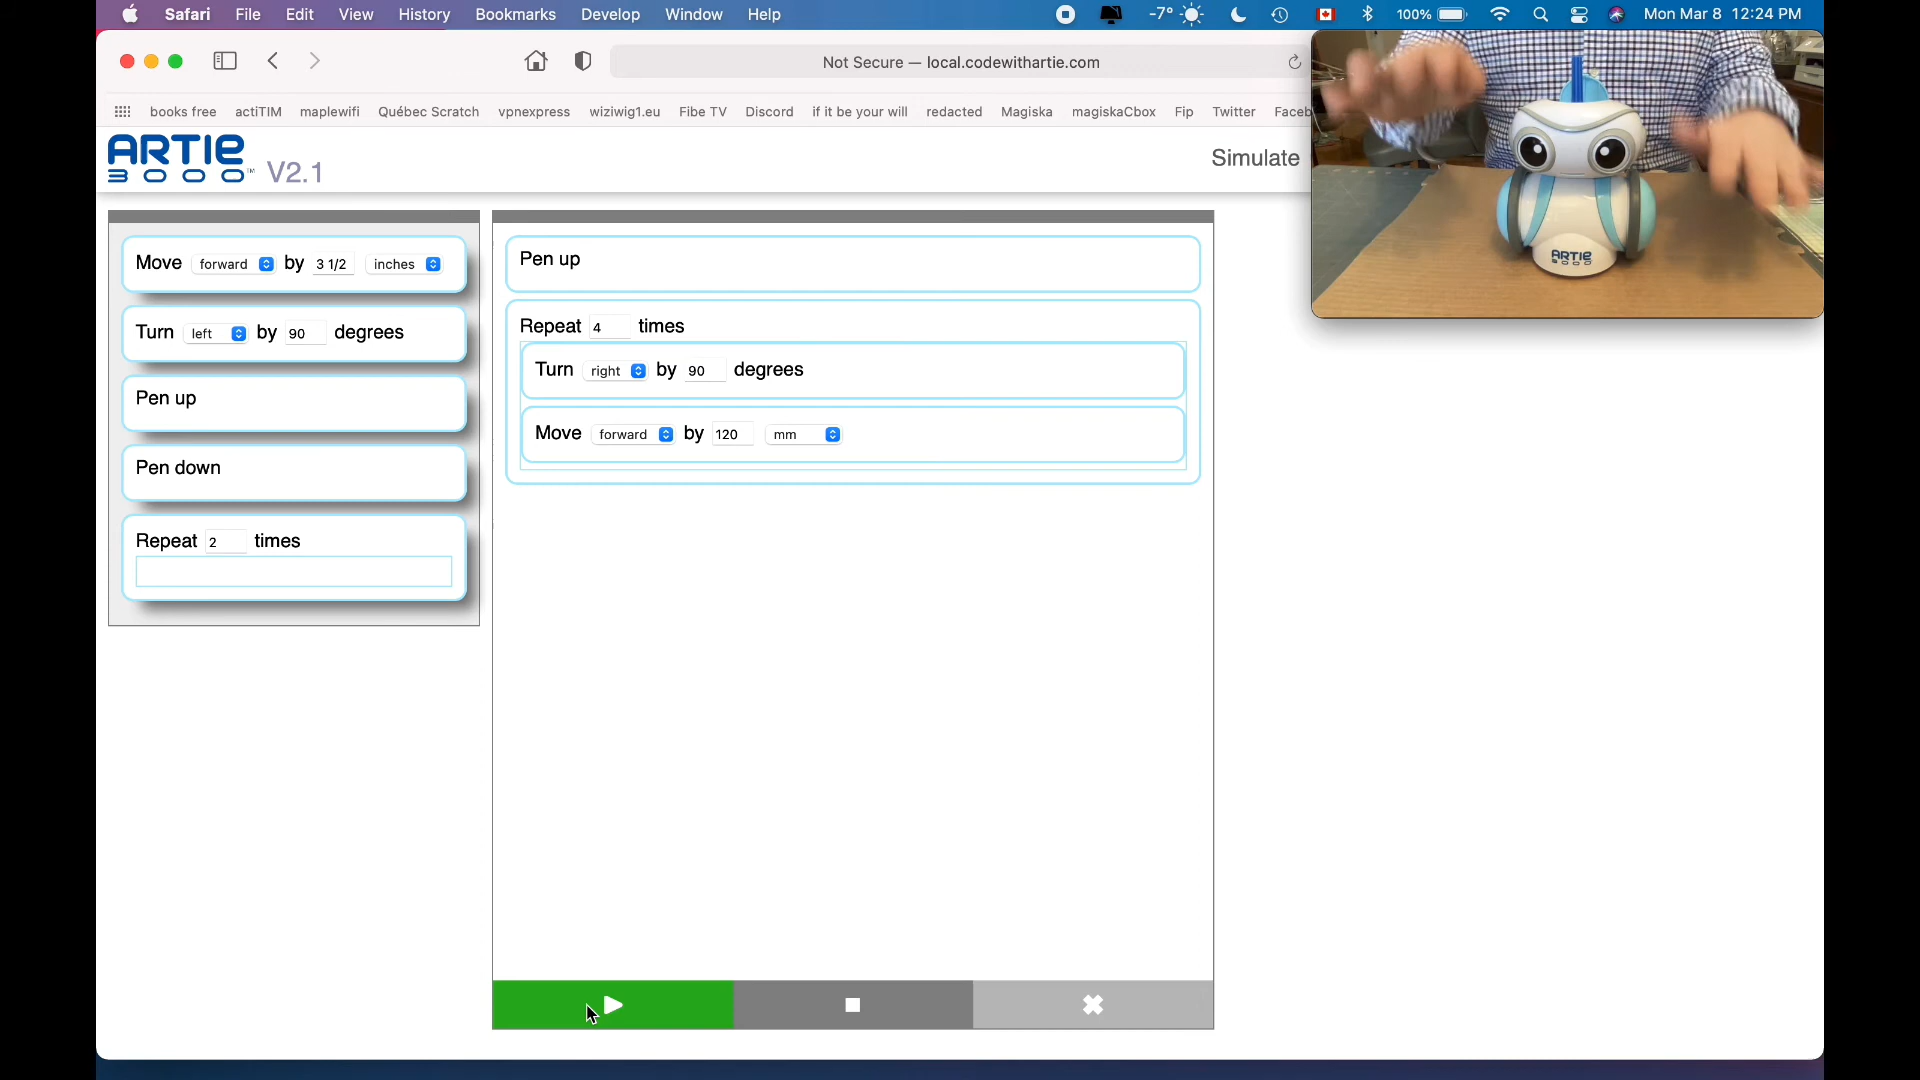 Safari File Edit View History Bookmarks Develop Window Help -7° 100% Mon Mar 8 12:24 PM
Not Secure — local.codewithartie.com
books free actiTIM maplewifi Québec Scratch vpnexpress wiziwig1.eu Fibe TV Discord if it be your will redacted Magiska magiskaCbox Fip Twitter Faceb
ARTIE
3000™ V2.1
Simulate
Move forward by 3 1/2 inches
Turn left by 90 degrees
Pen up
Pen down
Repeat 2 times
Pen up
Repeat 4 times
Turn right by 90 degrees
Move forward by 120 mm
ARTIE
3000